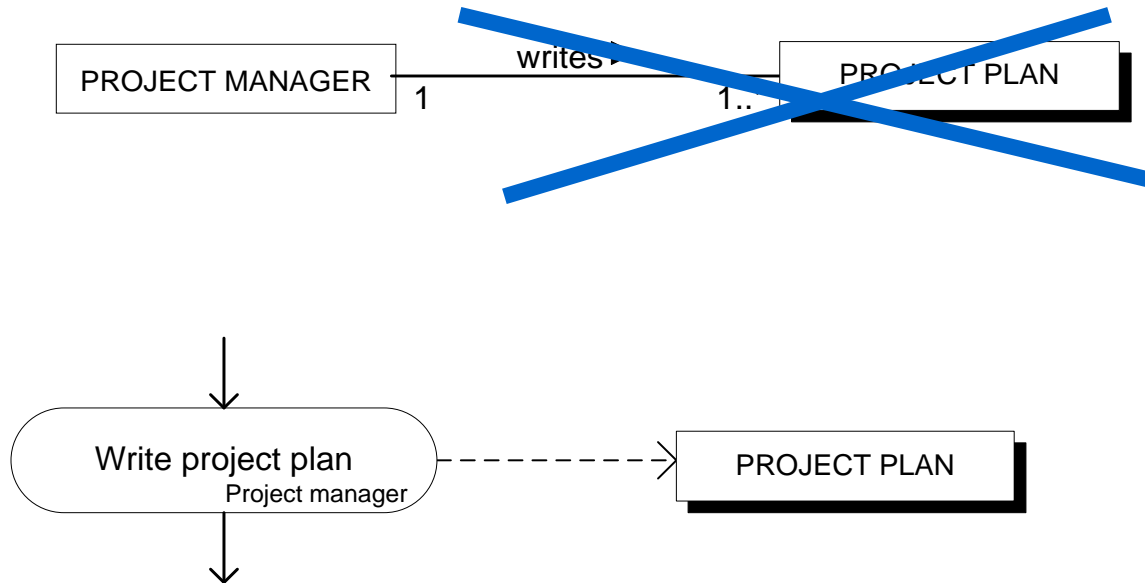 writes
PROJECT MANAGER
PROJECT PLAN
1
1..
Write project plan
Project manager
PROJECT PLAN